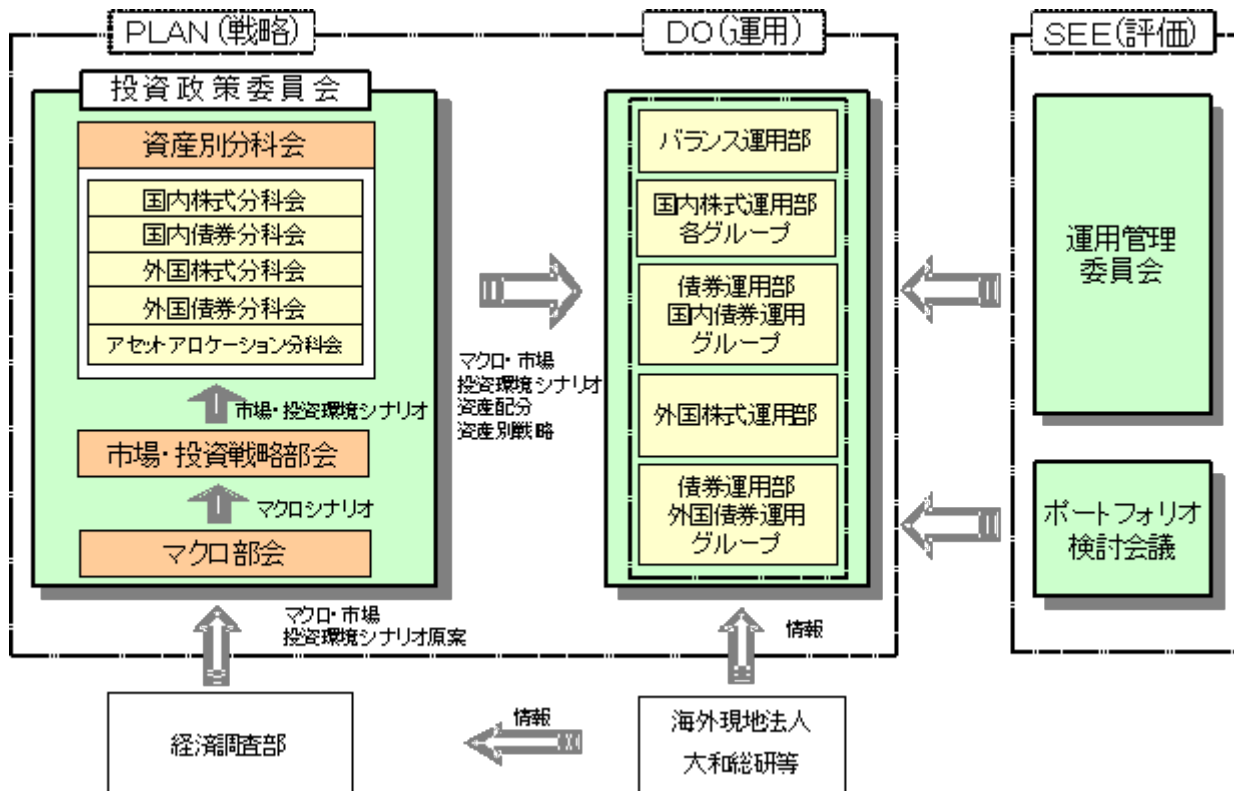 PLAN(戦略)
投資政策委員会
資産別分科会
国内株式分科会
国内債券分科会
外国株式分科会
外国債券分科会
アセットアロケーション分科会
市場・投資環境シナリオ
市場・投資戦略部会
マクロシナリオ
マクロ部会
マクロ・市場
投資環境シナリオ原案
経済調査部
マクロ・市場
投資環境シナリオ
資産配分
資産別戦略
DO(運用)
バランス運用部
国内株式運用部
各グループ
債券運用部
国内債券運用
グループ
外国株式運用部
債券運用部
外国債券運用
グループ
情報
情報
海外現地法人
大和総研等
SEE(評価)
運用管理
委員会
ポートフォリオ
検討会議